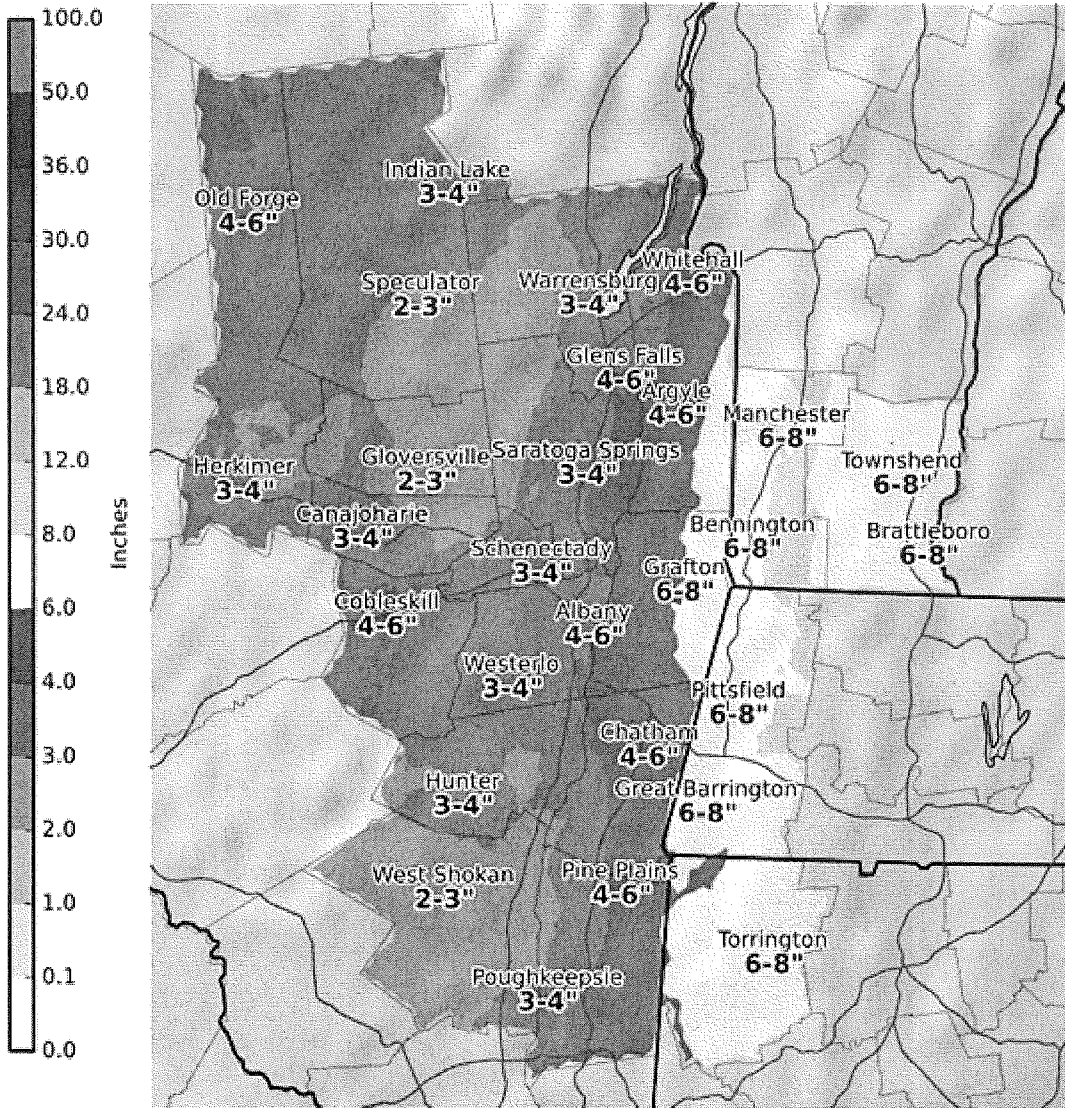 100.0
50.0
36.0
30.0
24.0
18.0
12.0
8.0
6.0
4.0
3.0
2.0
1.0
0.1
0.0
Inches
Indian Lake
3-4"
Old Forge
4-6"
Whitehall
4-6"
Speculator
2-3"
Warrensburg
3-4"
Glens Falls
4-6"
Argyle
4-6"
Manchester
6-8"
Saratoga Springs
3-4"
Gloversville
2-3"
Herkimer
3-4"
Townshend
6-8"
Canajoharie
3-4"
Bennington
6-8"
Brattleboro
6-8"
Schenectady
3-4"
Grafton
6-8"
Cobleskill
4-6"
Albany
4-6"
Westerlo
3-4"
Pittsfield
6-8"
Chatham
4-6"
Hunter
3-4"
Great Barrington
6-8"
West Shokan
2-3"
Pine Plains
4-6"
Torrington
6-8"
Poughkeepsie
3-4"